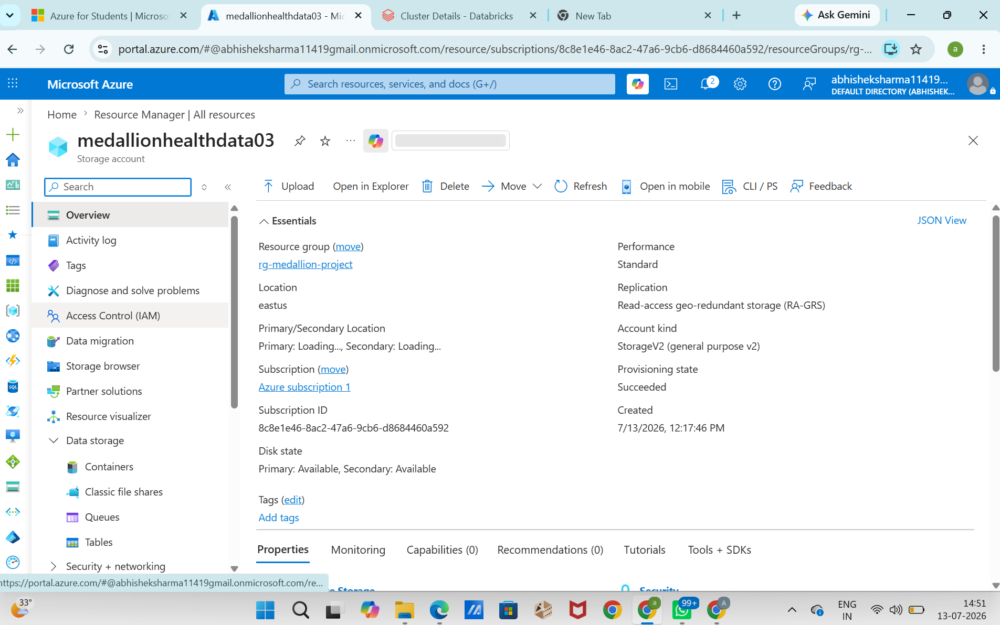 Azure for Students | Microsof
medallionhealthdata03 - Mic
Cluster Details - Databricks
New Tab
Ask Gemini
portal.azure.com/#@abhisheksharma11419gmail.onmicrosoft.com/resource/subscriptions/8c8e1e46-8ac2-47a6-9cb6-d8684460a592/resourceGroups/rg-...
a
Microsoft Azure
Search resources, services, and docs (G+/)
2
abhisheksharma11419...
DEFAULT DIRECTORY (ABHISHEK...
Home
Resource Manager | All resources
medallionhealthdata03
Storage account
Search
Upload
Open in Explorer
Delete
Move
Refresh
Open in mobile
CLI / PS
Feedback
Overview
Activity log
Tags
Diagnose and solve problems
Access Control (IAM)
Data migration
Storage browser
Partner solutions
Resource visualizer
Data storage
Containers
Classic file shares
Queues
Tables
Security + networking
Essentials
JSON View
Resource group (move)
rg-medallion-project
Location
eastus
Primary/Secondary Location
Primary: Loading..., Secondary: Loading...
Subscription (move)
Azure subscription 1
Subscription ID
8c8e1e46-8ac2-47a6-9cb6-d8684460a592
Disk state
Primary: Available, Secondary: Available
Tags (edit)
Add tags
Performance
Standard
Replication
Read-access geo-redundant storage (RA-GRS)
Account kind
StorageV2 (general purpose v2)
Provisioning state
Succeeded
Created
7/13/2026, 12:17:46 PM
Properties
Monitoring
Capabilities (0)
Recommendations (0)
Tutorials
Tools + SDKs
Storage
Security
https://portal.azure.com/#@abhisheksharma11419gmail.onmicrosoft.com/re...
33°
SQL
a
99+
A
ENG
IN
14:51
13-07-2026